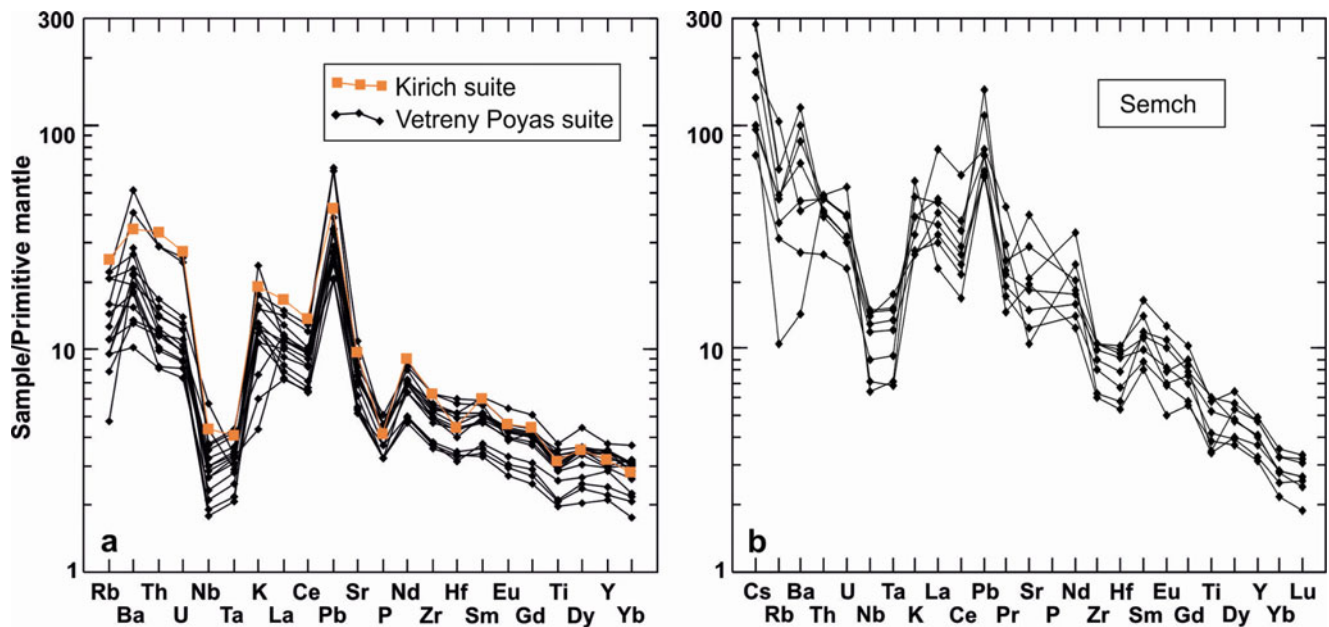 Sample/Primitive mantle
300
100
10
1
Kirich suite
Vetreny Poyas suite
a
Rb Th Nb K Ce Sr Nd Hf Eu Ti Y
Ba U Ta La Pb P Zr Sm Gd Dy Yb
300
100
10
1
Semch
b
Cs Ba U Ta La Pb Sr Nd Hf Eu Ti Y Lu
Rb Th Nb K Ce Pr P Zr Sm Gd Dy Yb